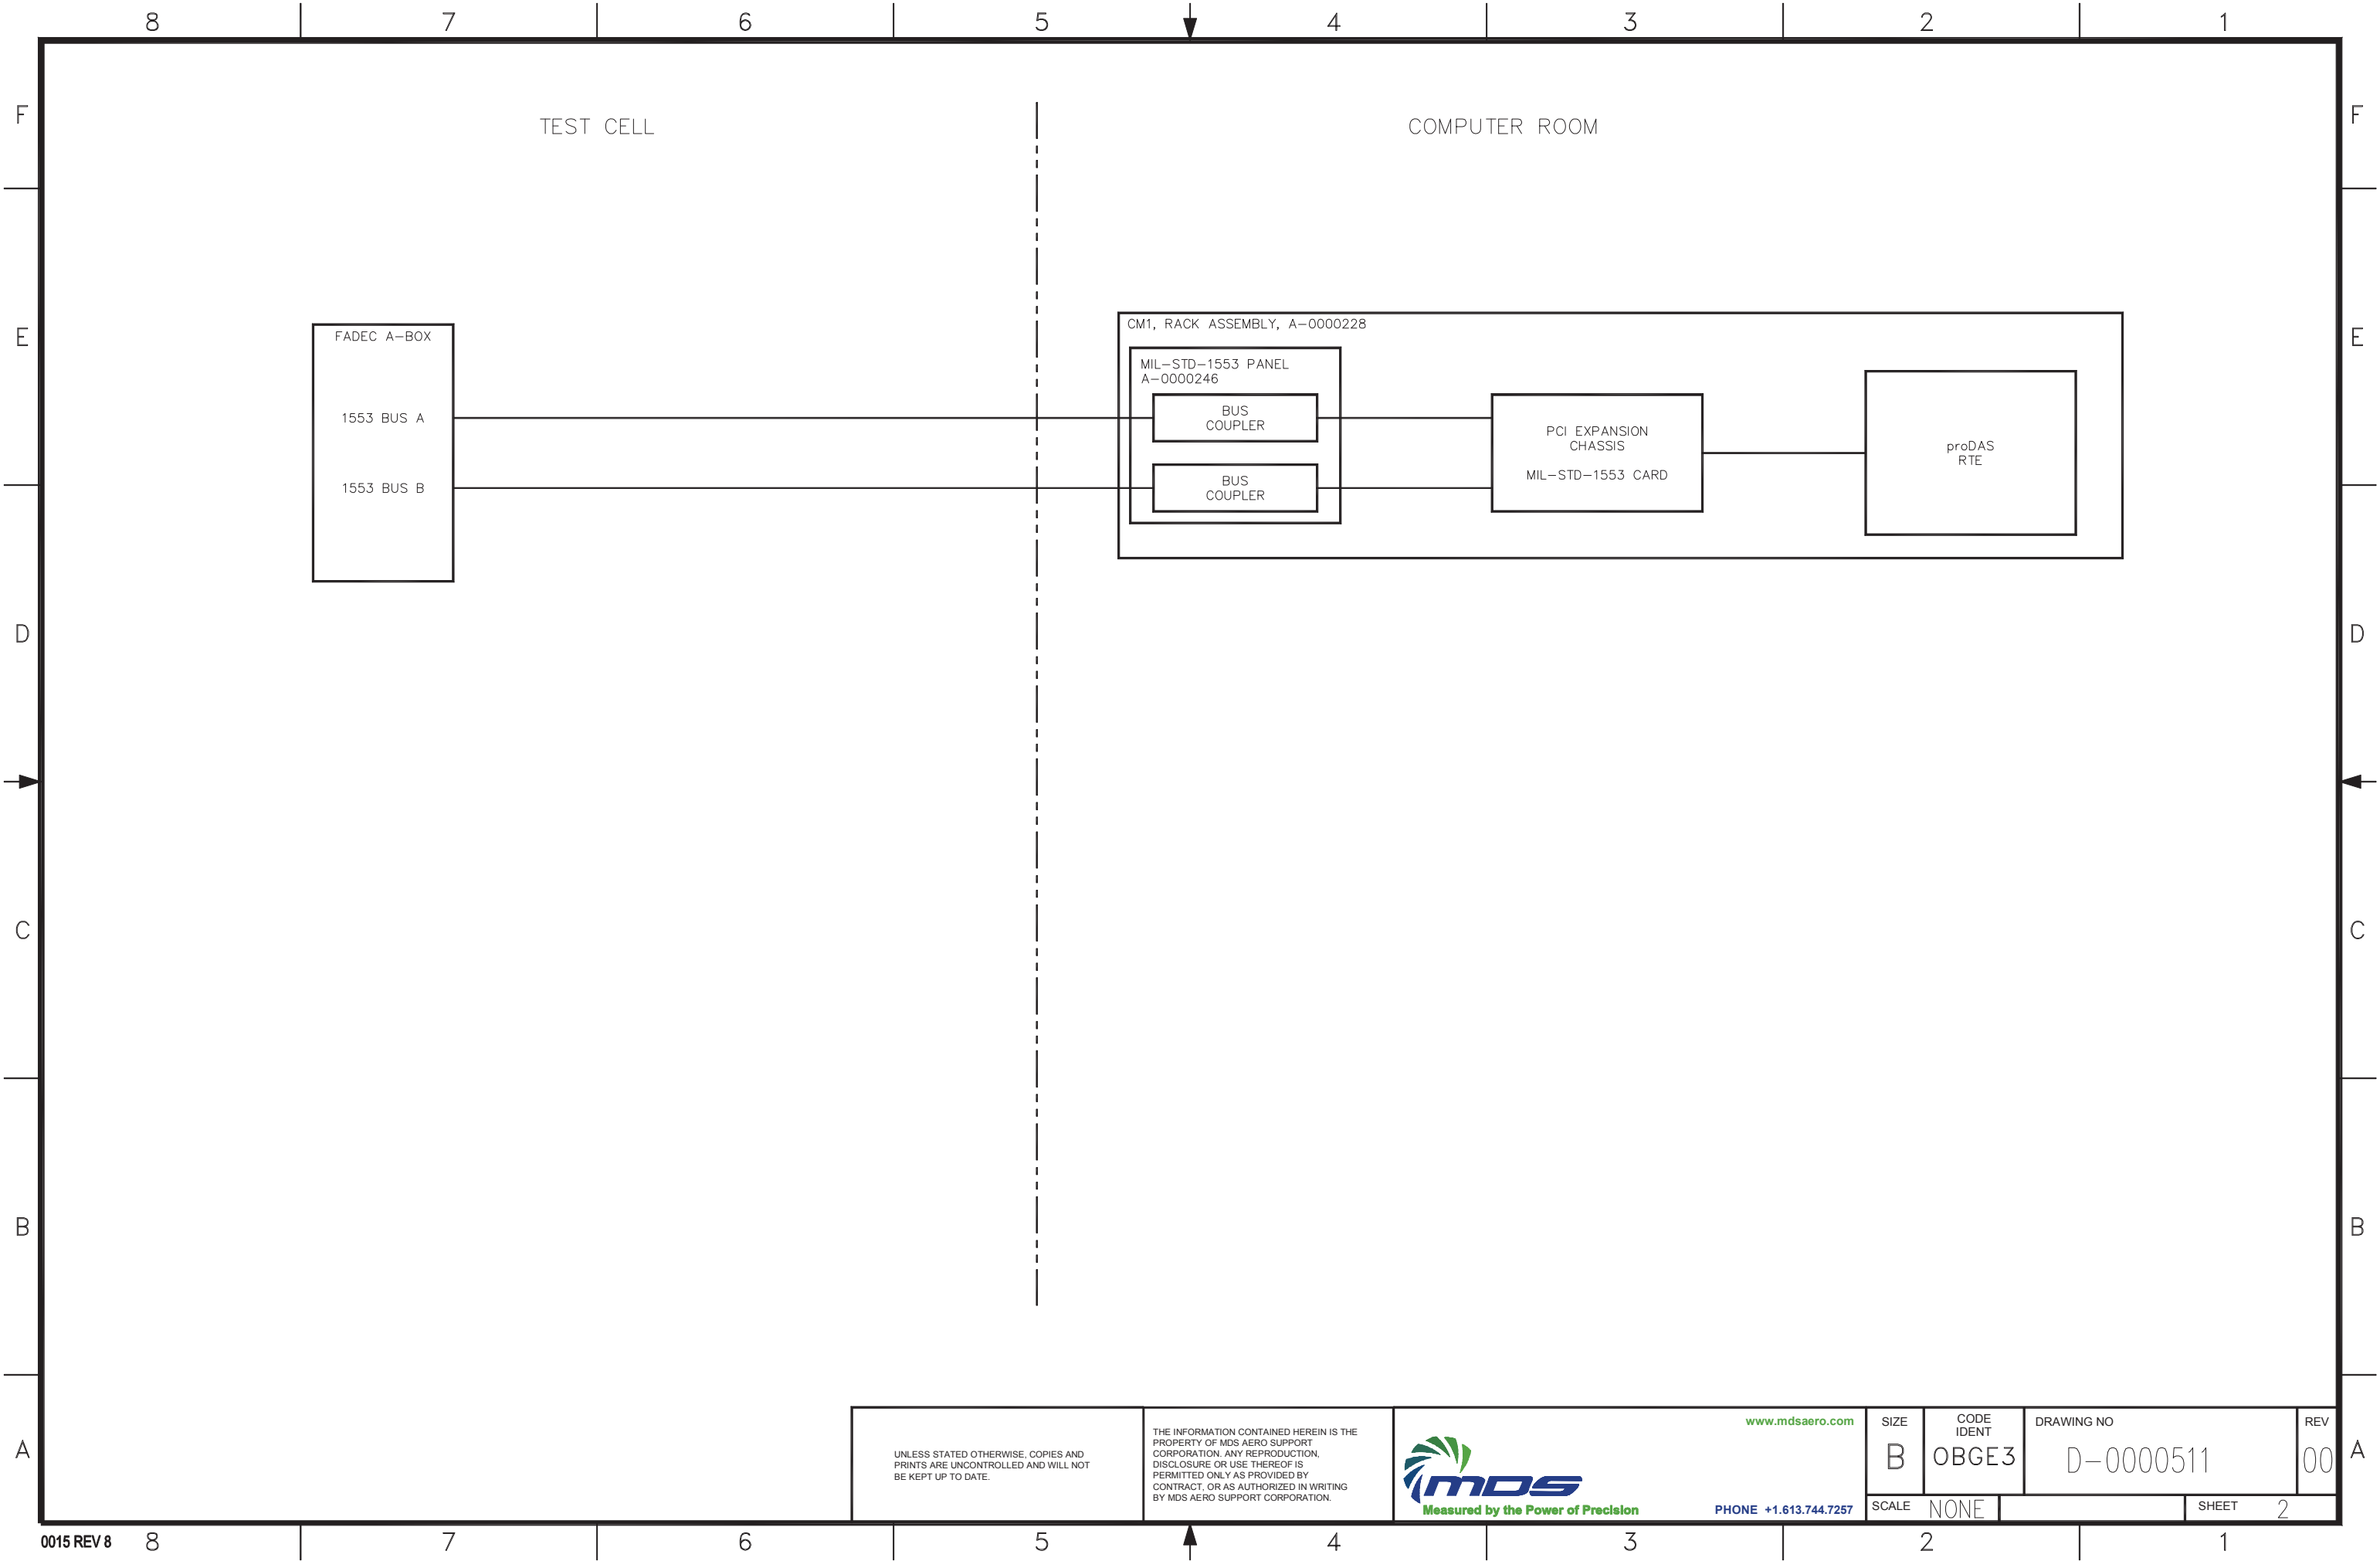 8 7 6 5 4 3 2 1
F F
TEST CELL
COMPUTER ROOM
E E
FADEC A-BOX
1553 BUS A
1553 BUS B
CM1, RACK ASSEMBLY, A-0000228
MIL-STD-1553 PANEL
A-0000246
BUS
COUPLER
BUS
COUPLER
PCI EXPANSION
CHASSIS
MIL-STD-1553 CARD
proDAS
RTE
D D
C C
B B
A A
UNLESS STATED OTHERWISE, COPIES AND
PRINTS ARE UNCONTROLLED AND WILL NOT
BE KEPT UP TO DATE.
THE INFORMATION CONTAINED HEREIN IS THE
PROPERTY OF MDS AERO SUPPORT
CORPORATION. ANY REPRODUCTION,
DISCLOSURE OR USE THEREOF IS
PERMITTED ONLY AS PROVIDED BY
CONTRACT, OR AS AUTHORIZED IN WRITING
BY MDS AERO SUPPORT CORPORATION.
www.mdsaero.com
MDS
Measured by the Power of Precision
PHONE +1.613.744.7257
SIZE
B
CODE
IDENT
OBGE3
DRAWING NO
D-0000511
REV
00
SCALE NONE
SHEET 2
0015 REV 8
8 7 6 5 4 3 2 1